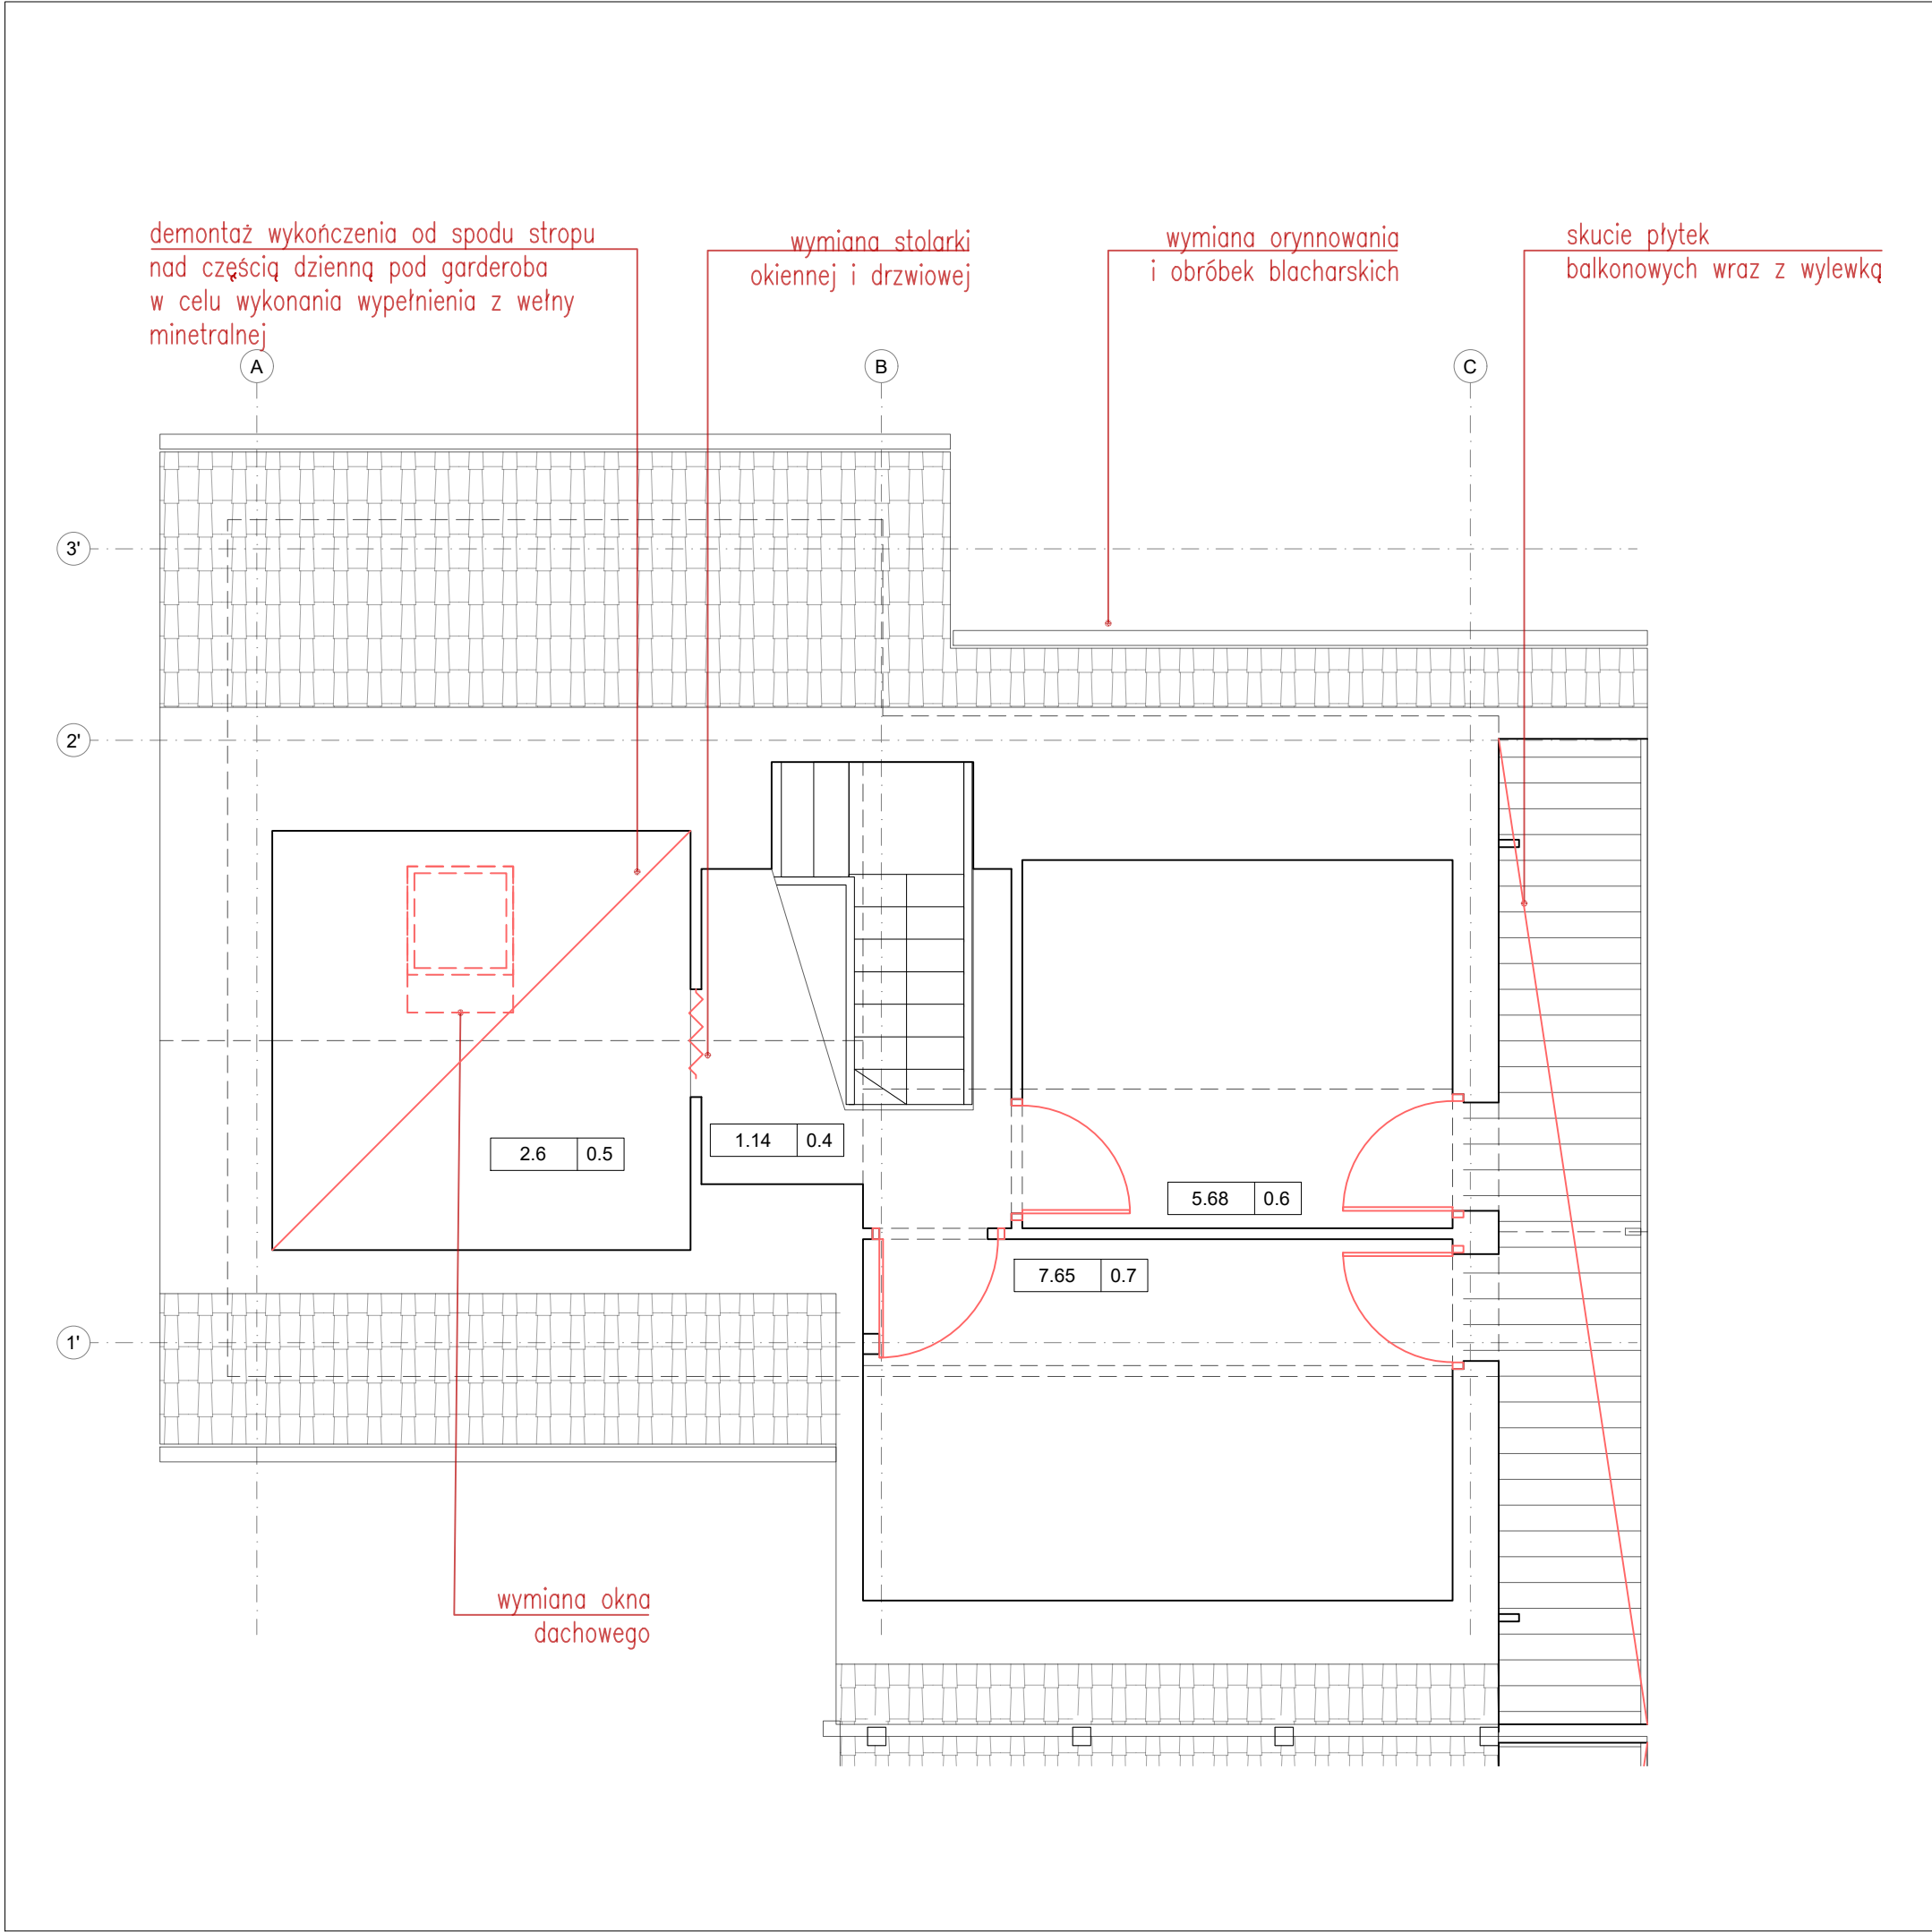 demontaż wykończenia od spodu stropu
nad częścią dzienną pod garderoba
w celu wykonania wypełnienia z wełny
minetralnej
wymiana stolarki
okiennej i drzwiowej
wymiana orynnowania
i obróbek blacharskich
skucie płytek
balkonowych wraz z wylewką
A
B
C
3'
2'
2.6 0.5
1.14 0.4
5.68 0.6
7.65 0.7
1'
wymiana okna
dachowego